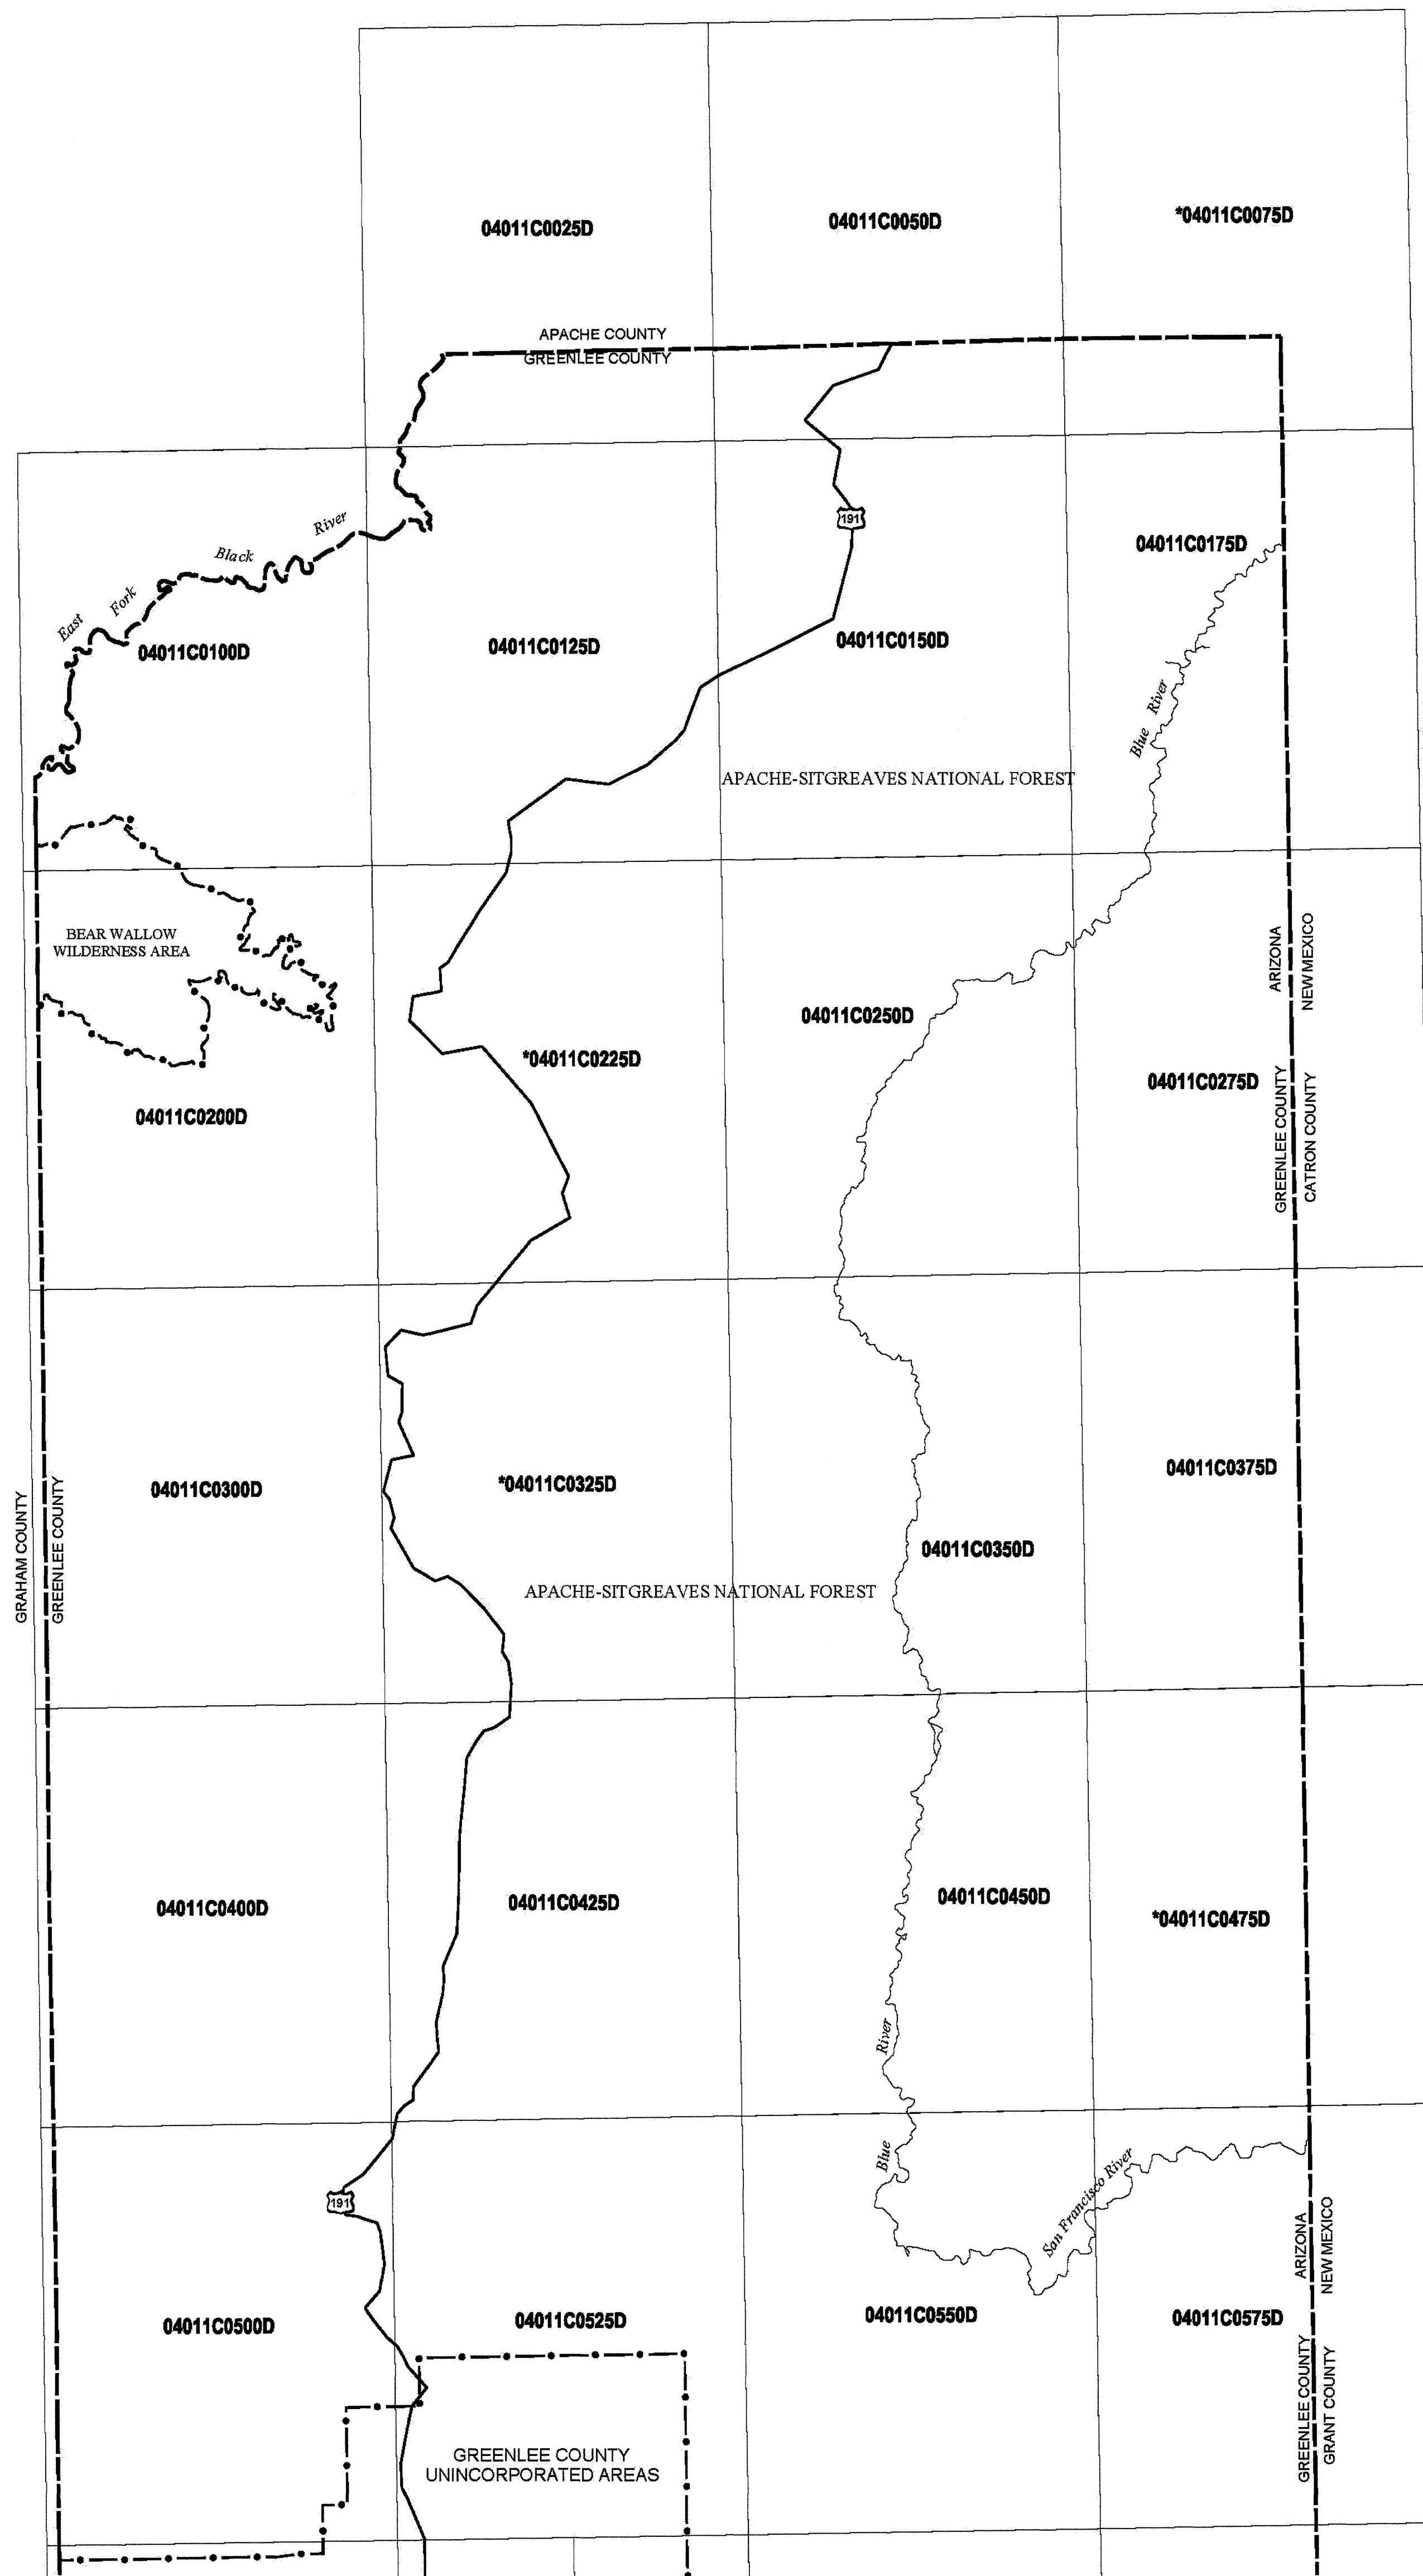 04011C0025D
04011C0050D
*04011C0075D
APACHE COUNTY
GREENLEE COUNTY
191
East Fork Black River
04011C0100D
04011C0125D
04011C0150D
04011C0175D
Blue River
APACHE-SITGREAVES NATIONAL FOREST
BEAR WALLOW
WILDERNESS AREA
04011C0200D
*04011C0225D
04011C0250D
04011C0275D
ARIZONA
NEW MEXICO
GREENLEE COUNTY
CATRON COUNTY
GRAHAM COUNTY
GREENLEE COUNTY
04011C0300D
*04011C0325D
04011C0350D
04011C0375D
APACHE-SITGREAVES NATIONAL FOREST
04011C0400D
04011C0425D
04011C0450D
*04011C0475D
Blue River
San Francisco River
191
ARIZONA
NEW MEXICO
04011C0500D
04011C0525D
04011C0550D
04011C0575D
GREENLEE COUNTY
GRANT COUNTY
GREENLEE COUNTY
UNINCORPORATED AREAS